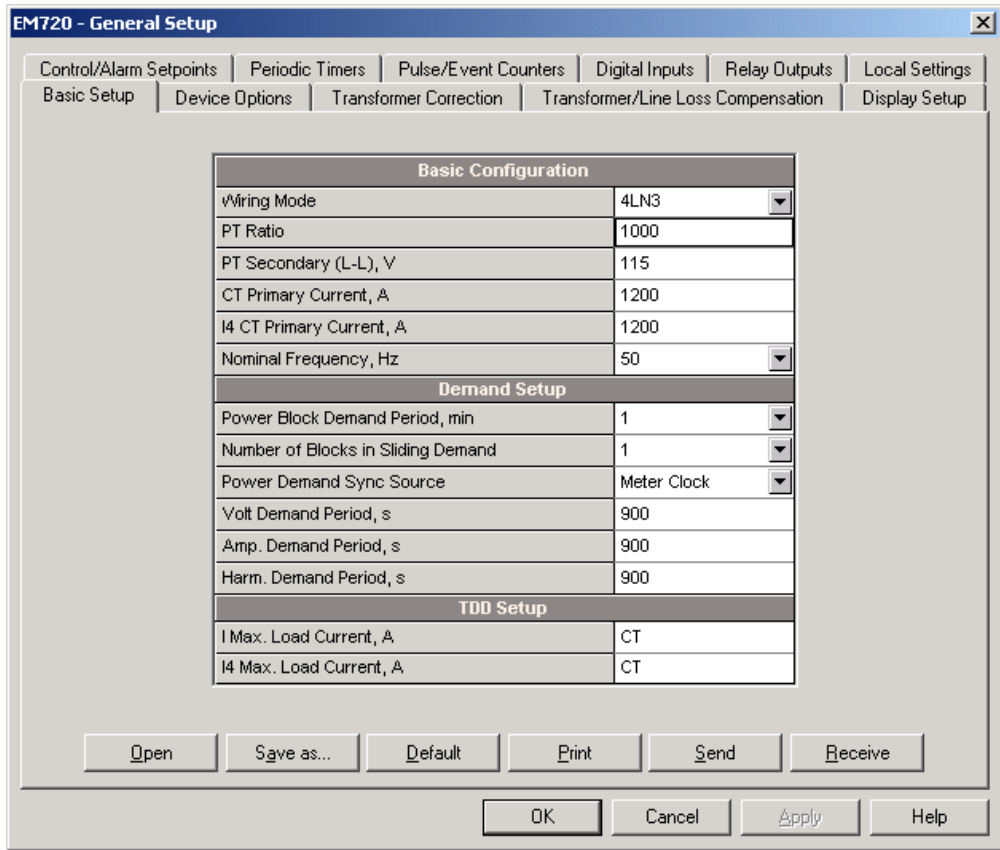 EM720 - General Setup
Control/Alarm Setpoints Periodic Timers Pulse/Event Counters Digital Inputs Relay Outputs Local Settings
Basic Setup Device Options Transformer Correction Transformer/Line Loss Compensation Display Setup
Basic Configuration
Wiring Mode 4LN3
PT Ratio 1000
PT Secondary (L-L), V 115
CT Primary Current, A 1200
I4 CT Primary Current, A 1200
Nominal Frequency, Hz 50
Demand Setup
Power Block Demand Period, min 1
Number of Blocks in Sliding Demand 1
Power Demand Sync Source Meter Clock
Volt Demand Period, s 900
Amp. Demand Period, s 900
Harm. Demand Period, s 900
TDD Setup
I Max. Load Current, A CT
I4 Max. Load Current, A CT
Open Save as... Default Print Send Receive
OK Cancel Apply Help